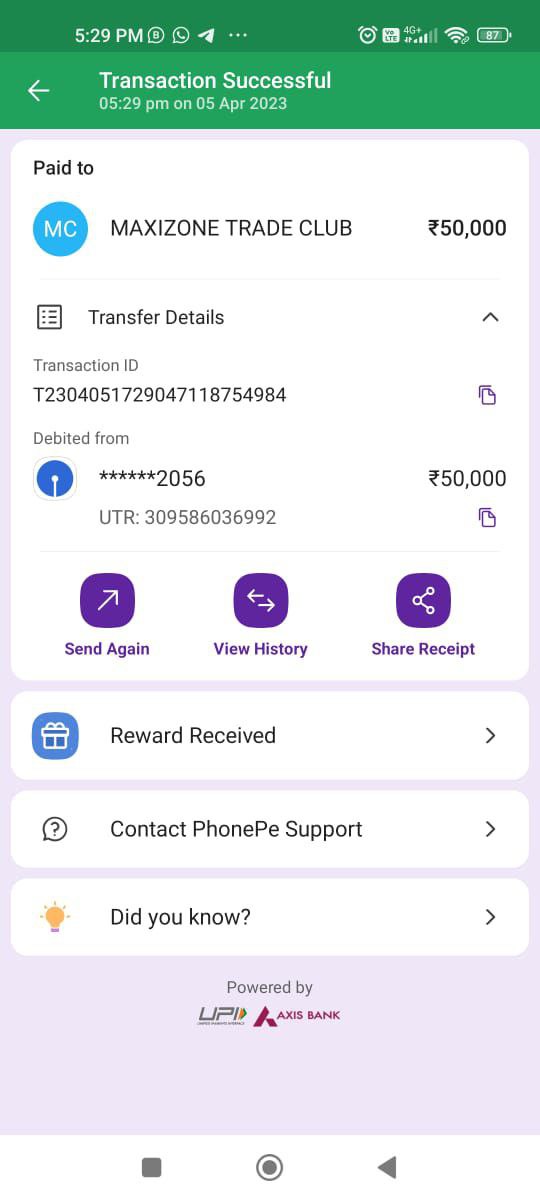 5:29 PM
4G+
Vo
LTE
87
Transaction Successful
05:29 pm on 05 Apr 2023
Paid to
MC MAXIZONE TRADE CLUB ₹50,000
Transfer Details
Transaction ID
T2304051729047118754984
Debited from
******2056 ₹50,000
UTR: 309586036992
Send Again View History Share Receipt
Reward Received
? Contact PhonePe Support
Did you know?
Powered by
UPI AXIS BANK
UNIFIED PAYMENTS INTERFACE